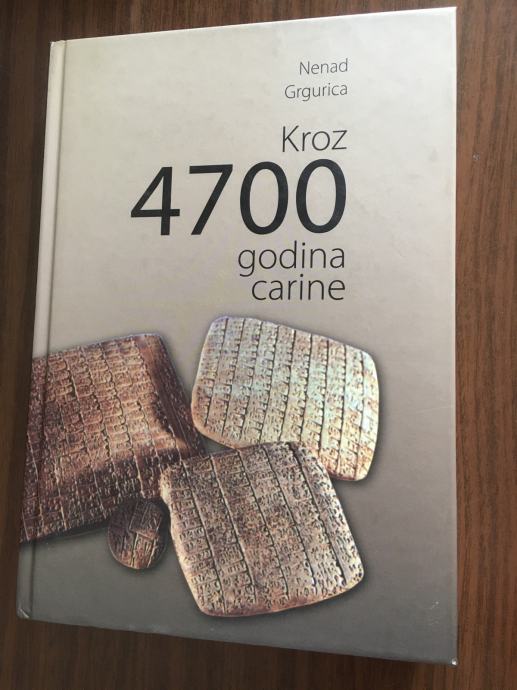 Nenad
Grgurica
Kroz
4700
godina
carine